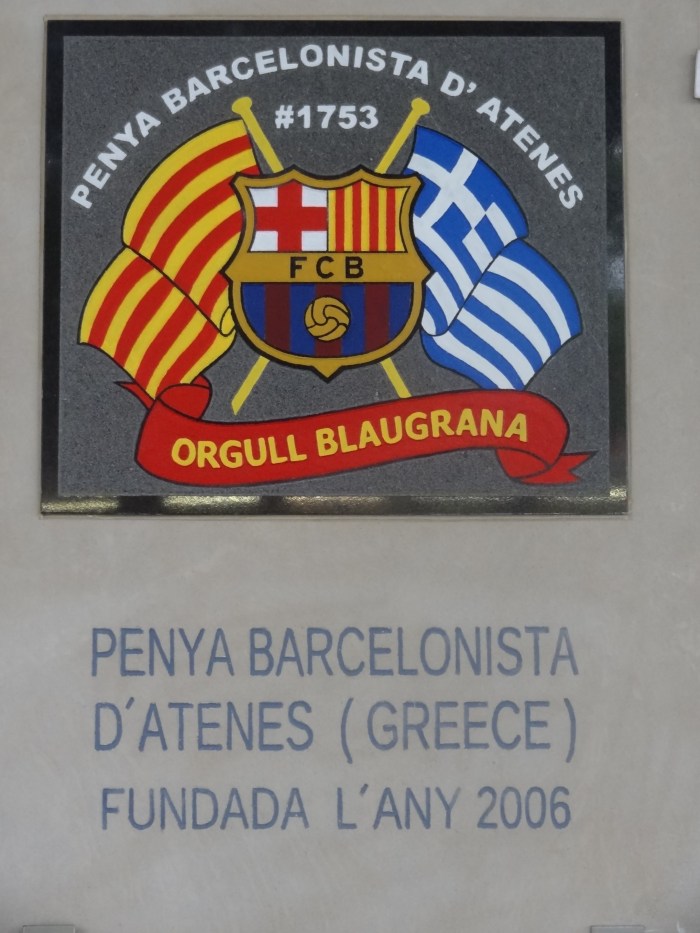 PENYA BARCELONISTA D' ATENES
#1753
FCB
ORGULL BLAUGRANA
PENYA BARCELONISTA
D´ATENES (GREECE)
FUNDADA L´ANY 2006